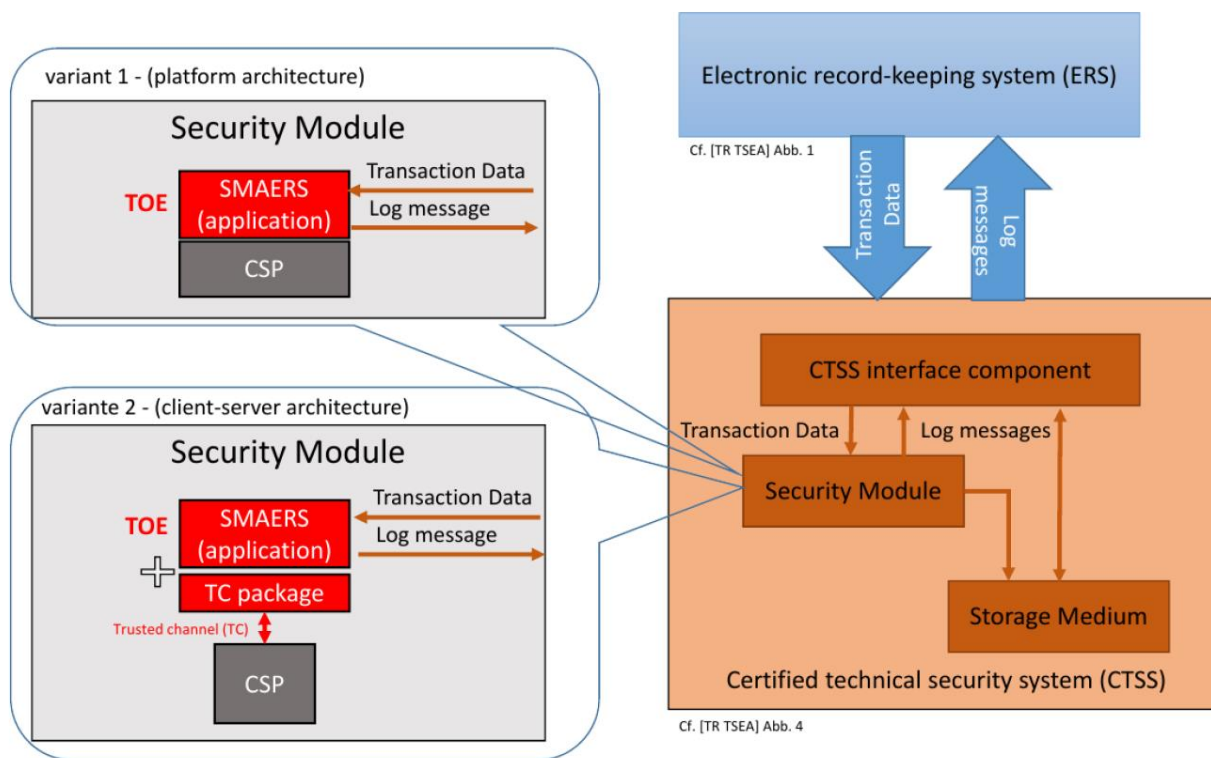 variant 1 - (platform architecture)
Security Module
TOE
SMAERS
(application)
CSP
Transaction Data
Log message
variante 2 - (client-server architecture)
Security Module
TOE
SMAERS
(application)
TC package
Trusted channel (TC)
CSP
Transaction Data
Log message
Electronic record-keeping system (ERS)
Cf. [TR TSEA] Abb. 1
Transaction
Data
Log
messages
CTSS interface component
Transaction Data
Log messages
Security Module
Storage Medium
Certified technical security system (CTSS)
Cf. [TR TSEA] Abb. 4